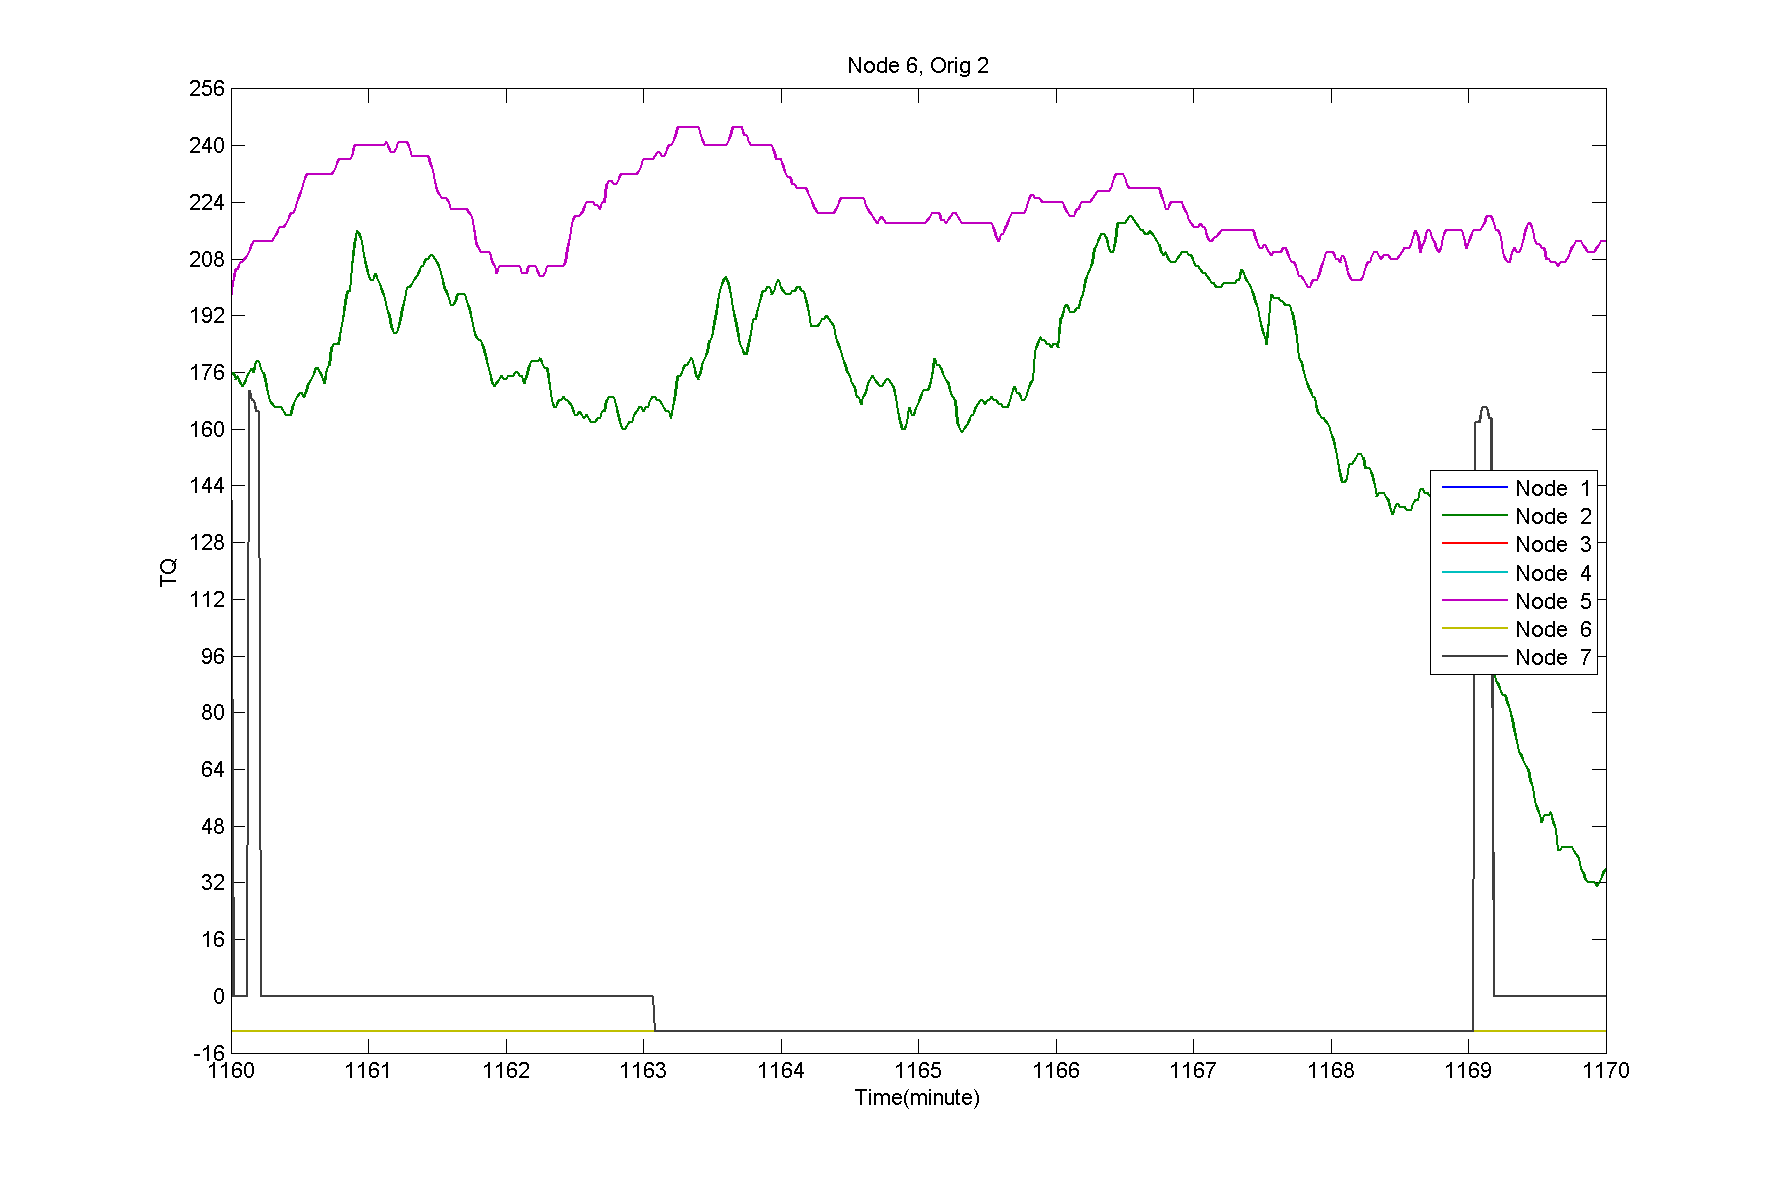 Node 6, Orig 2
256
240
224
208
192
176
160
144
128
112
96
80
64
48
32
16
0
-16
TQ
Node 1
Node 2
Node 3
Node 4
Node 5
Node 6
Node 7
1160 1161 1162 1163 1164 1165 1166 1167 1168 1169 1170
Time(minute)